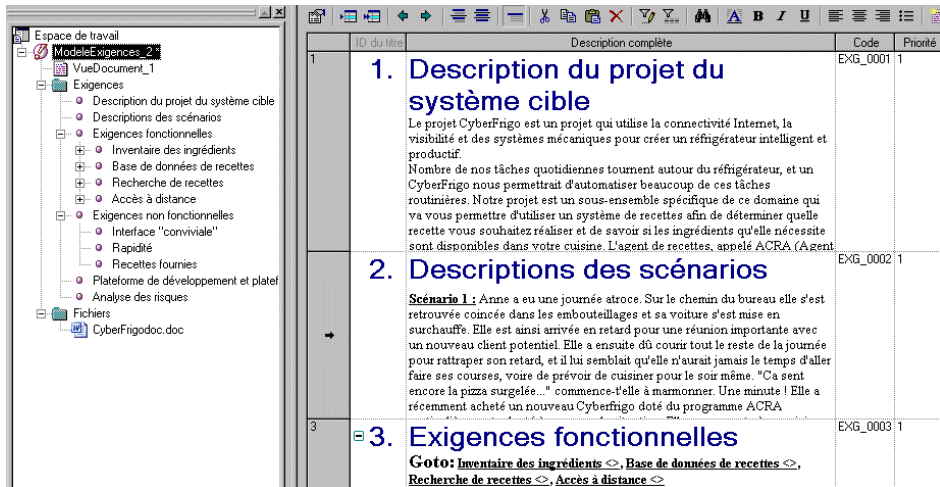 Espace de travail
ModeleExigences_2 *
VueDocument_1
Exigences
Description du projet du système cible
Descriptions des scénarios
Exigences fonctionnelles
Inventaire des ingrédients
Base de données de recettes
Recherche de recettes
Accès à distance
Exigences non fonctionnelles
Interface "conviviale"
Rapidité
Recettes fournies
Plateforme de développement et platef
Analyse des risques
Fichiers
CyberFrigodoc.doc
A B I U
ID du titre Description complète Code Priorité
1 EXG_0001 1
1. Description du projet du
système cible
Le projet CyberFrigo est un projet qui utilise la connectivité Internet, la
visibilité et des systèmes mécaniques pour créer un réfrigérateur intelligent et
productif.
Nombre de nos tâches quotidiennes tournent autour du réfrigérateur, et un
CyberFrigo nous permettrait d'automatiser beaucoup de ces tâches
routinières. Notre projet est un sous-ensemble spécifique de ce domaine qui
va vous permettre d'utiliser un système de recettes afin de déterminer quelle
recette vous souhaitez réaliser et de savoir si les ingrédients qu'elle nécessite
sont disponibles dans votre cuisine. L'agent de recettes, appelé ACRA (Agent
2. Descriptions des scénarios EXG_0002 1
Scénario 1 : Anne a eu une journée atroce. Sur le chemin du bureau elle s'est
retrouvée coincée dans les embouteillages et sa voiture s'est mise en
surchauffe. Elle est ainsi arrivée en retard pour une réunion importante avec
un nouveau client potentiel. Elle a ensuite dû courir tout le reste de la journée
pour rattraper son retard, et il lui semblait qu'elle n'aurait jamais le temps d'aller
faire ses courses, voire de prévoir de cuisiner pour le soir même. "Ca sent
encore la pizza surgelée..." commence-t'elle à marmonner. Une minute ! Elle a
récemment acheté un nouveau Cyberfrigo doté du programme ACRA
3 3. Exigences fonctionnelles EXG_0003 1
Goto: Inventaire des ingrédients <>, Base de données de recettes <>,
Recherche de recettes <>, Accès à distance <>